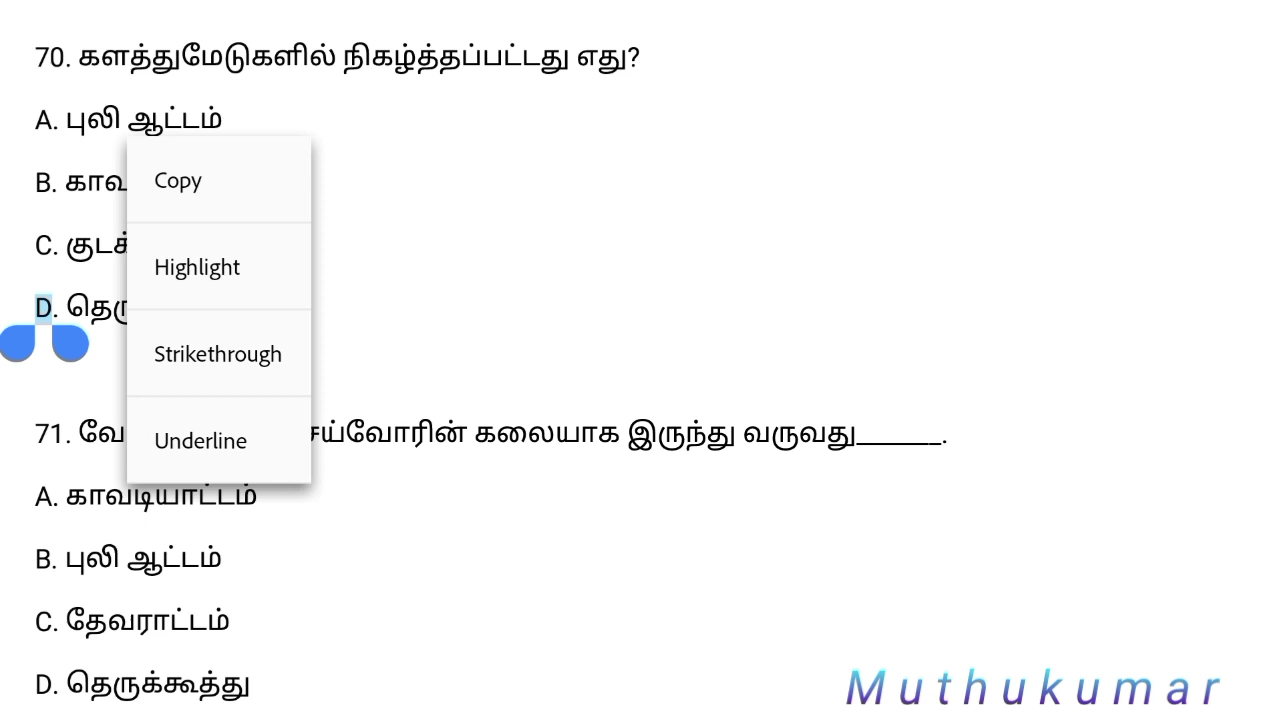 70. களத்துமேடுகளில் நிகழ்த்தப்பட்டது எது?
A. புலி ஆட்டம்
B.
Copy
C.
Highlight
D.
Strikethrough
71.
Underline
கலையாக இருந்து வருவது______.
A. காவடியாட்டம்
B. புலி ஆட்டம்
C. தேவராட்டம்
D. தெருக்கூத்து
Muthukumar